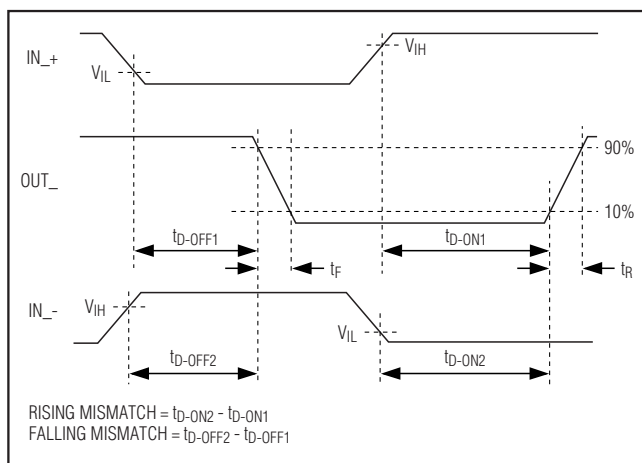 IN_+
VIL
VIH
90%
OUT_
10%
tD-OFF1
tD-ON1
tF
tR
IN_-
VIH
VIL
tD-OFF2
tD-ON2
RISING MISMATCH = tD-ON2 - tD-ON1
FALLING MISMATCH = tD-OFF2 - tD-OFF1